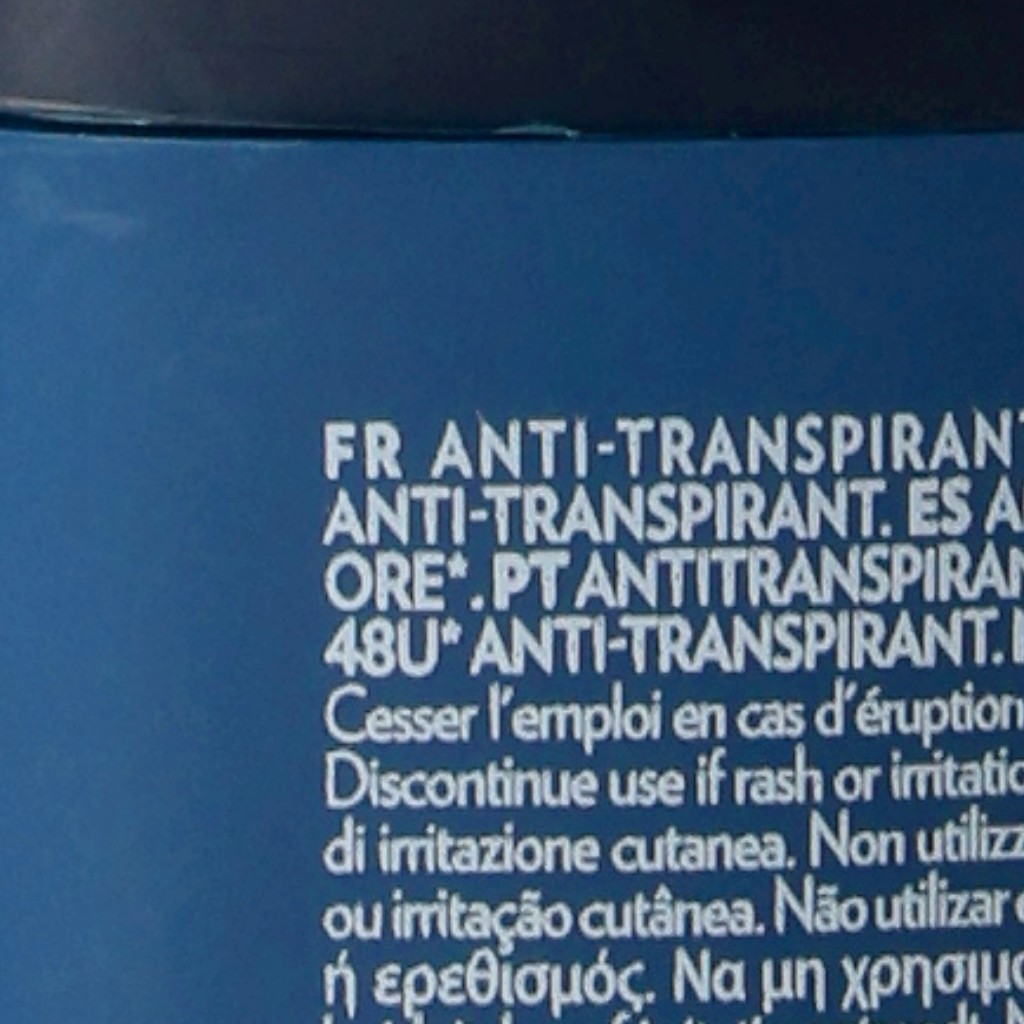 FR ANTI-TRANSPIRANT
ANTI-TRANSPIRANT. ES
ORE*. PT ANTITRANSPIRAN
48U* ANTI-TRANSPIRANT.
Cesser l'emploi en cas d'éruption
Discontinue use if rash or irritatio
di irritazione cutanea. Non utilizz
ou irritação cutânea. Não utilizar
ή ερεθισμός. Να μη χρησιμο